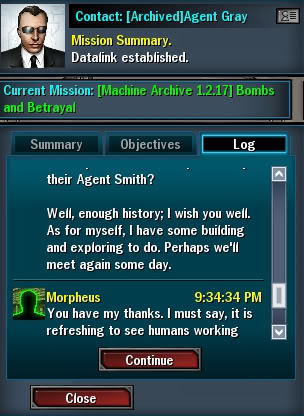 Contact: [Archived]Agent Gray
Mission Summary.
Datalink established.
Current Mission: [Machine Archive 1.2.17] Bombs
and Betrayal
Summary
Objectives
Log
their Agent Smith?
Well, enough history; I wish you well.
As for myself, I have some building
and exploring to do. Perhaps we'll
meet again some day.
Morpheus 9:34:34 PM
You have my thanks. I must say, it is
refreshing to see humans working
Continue
Close